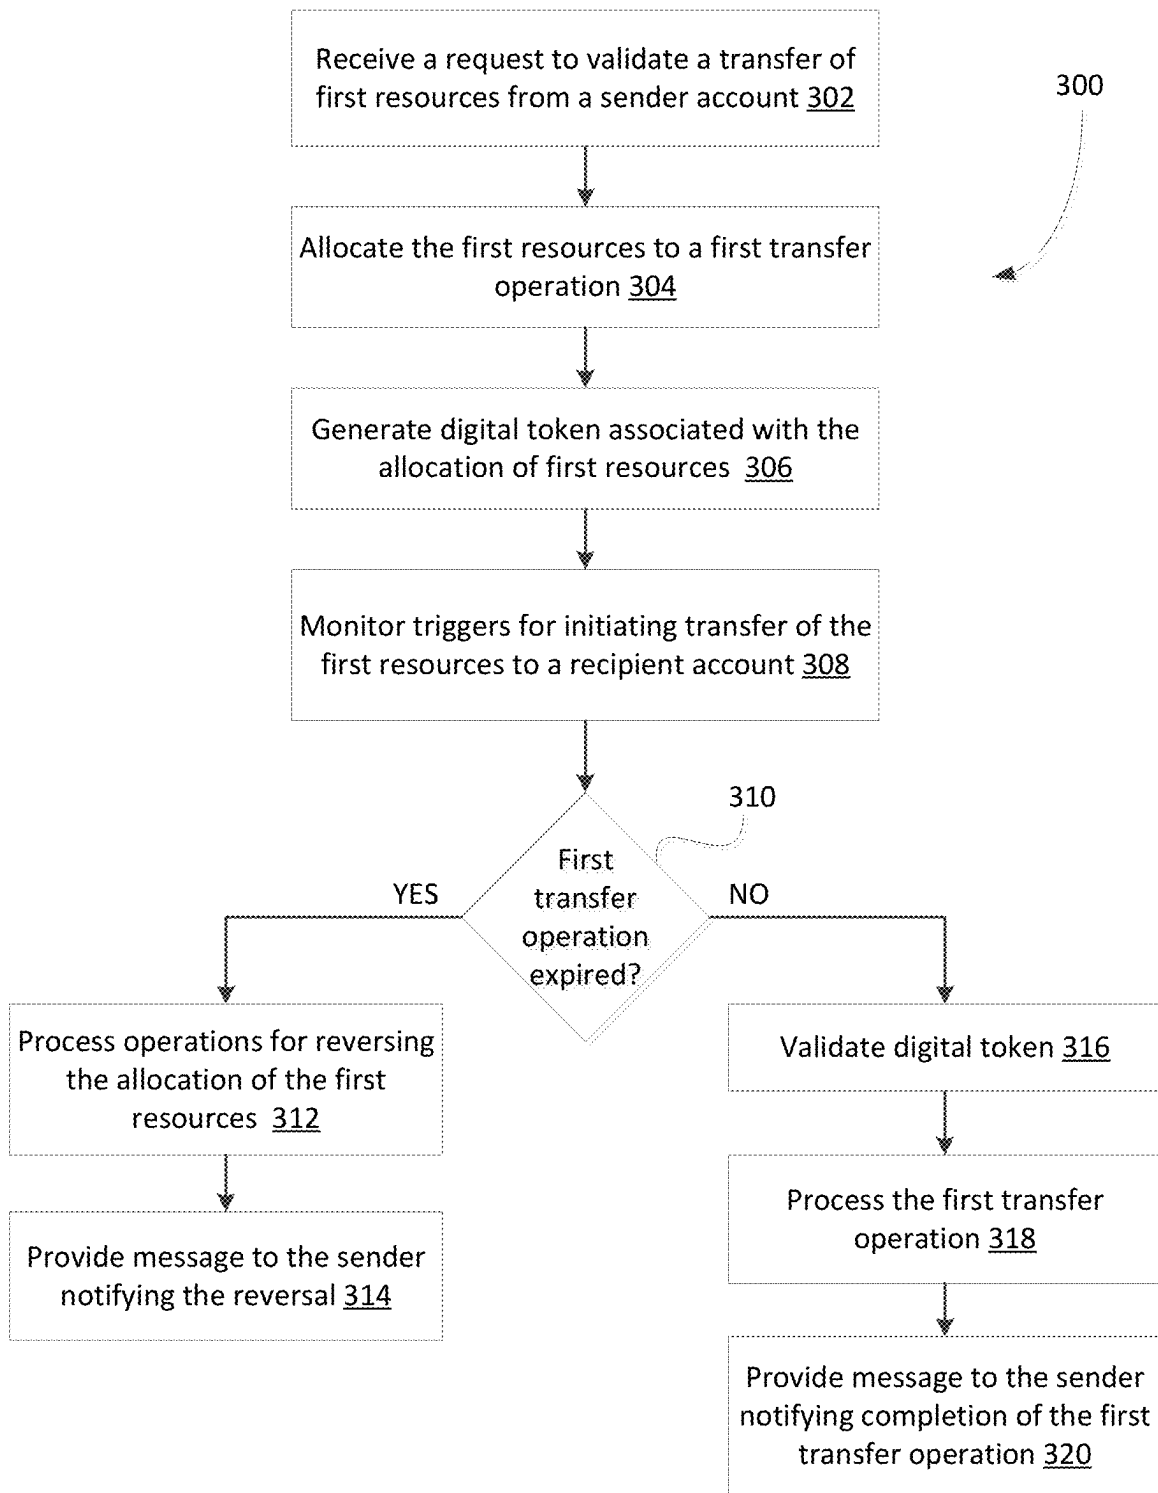 Receive a request to validate a transfer of
first resources from a sender account 302
300
Allocate the first resources to a first transfer
operation 304
Generate digital token associated with the
allocation of first resources 306
Monitor triggers for initiating transfer of the
first resources to a recipient account 308
310
First
transfer
operation
expired?
YES
NO
Process operations for reversing
the allocation of the first
resources 312
Provide message to the sender
notifying the reversal 314
Validate digital token 316
Process the first transfer
operation 318
Provide message to the sender
notifying completion of the first
transfer operation 320